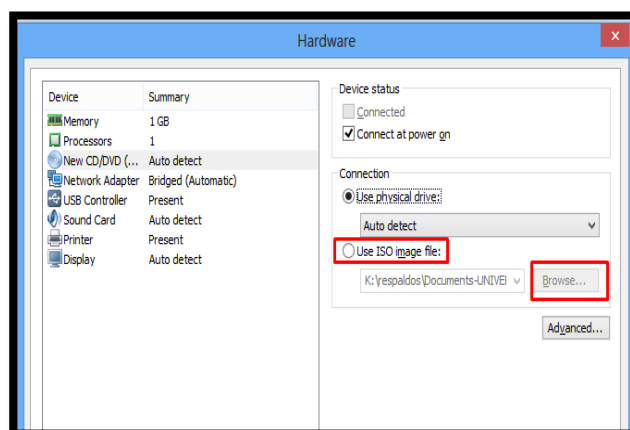 Hardware
x
Device Summary
Memory 1 GB
Processors 1
New CD/DVD (... Auto detect
Network Adapter Bridged (Automatic)
USB Controller Present
Sound Card Auto detect
Printer Present
Display Auto detect
Device status
Connected
Connect at power on
Connection
Use physical drive:
Auto detect
Use ISO image file:
K:\respaldos\Documents-UNIVE
Browse...
Advanced...